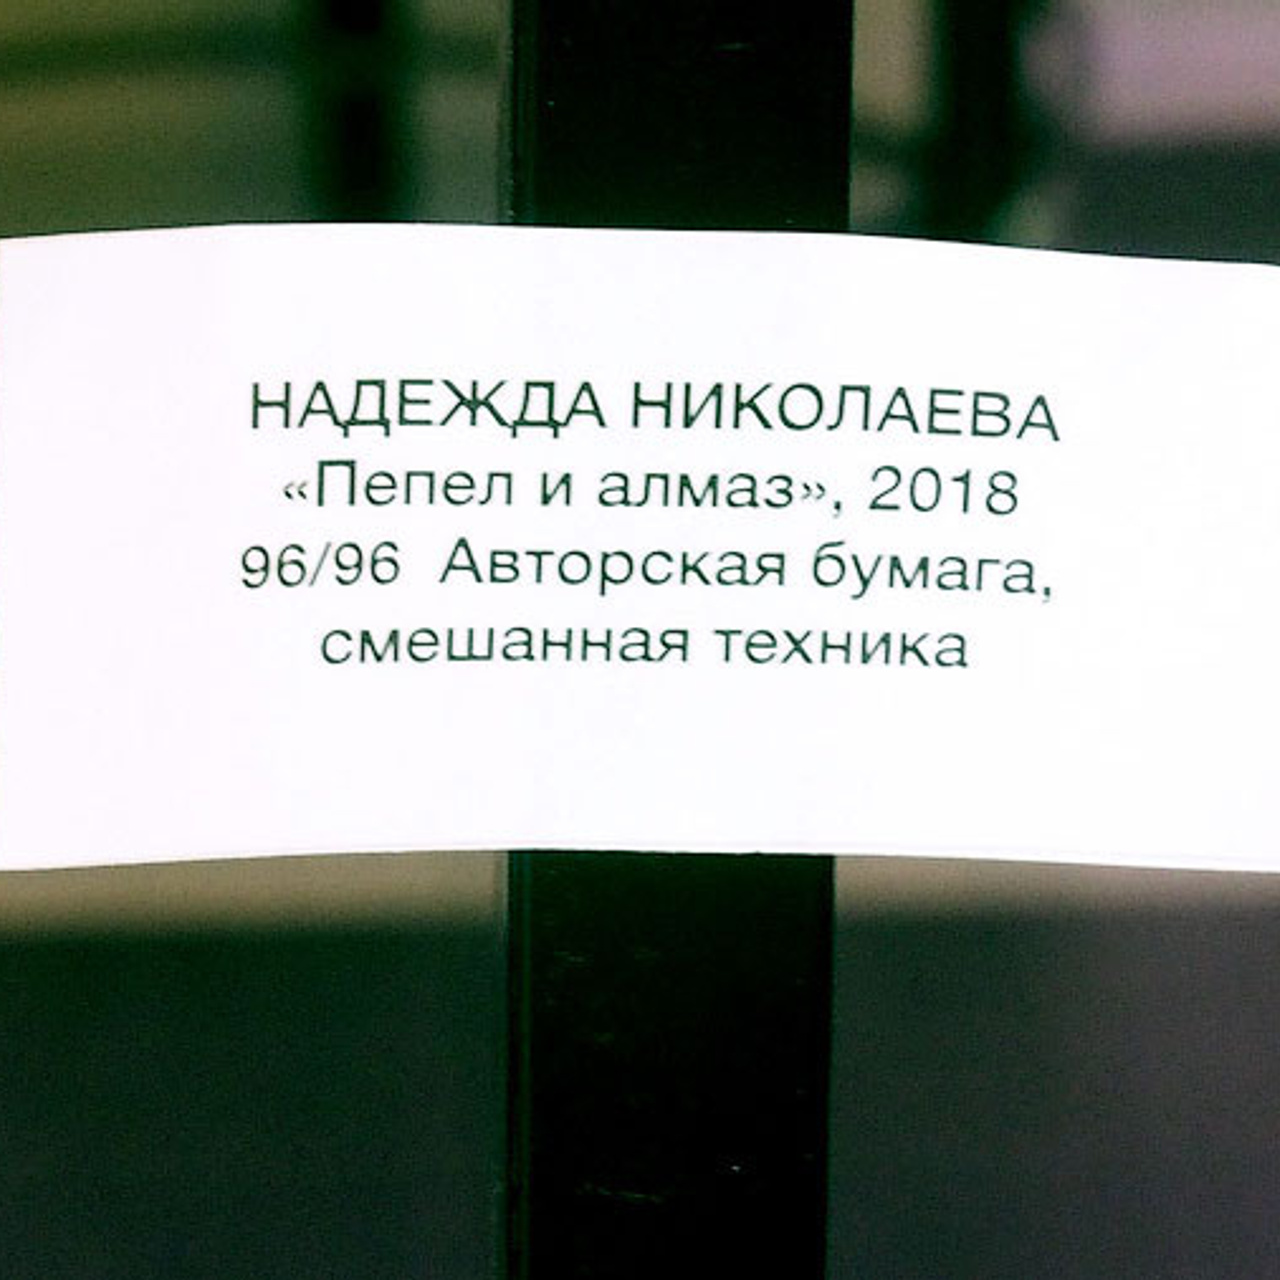 НАДЕЖДА НИКОЛАЕВА
«Пепел и алмаз», 2018
96/96 Авторская бумага,
смешанная техника